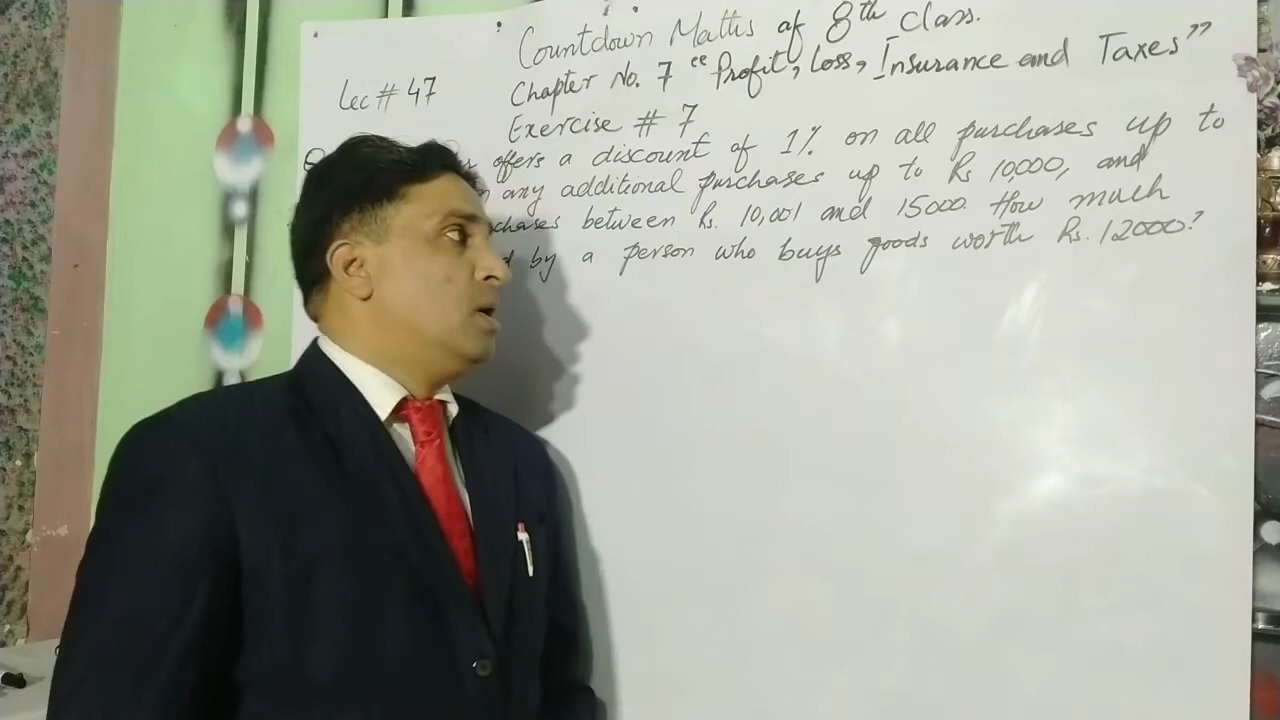 Countdown Maths of 8th Class.
Lec # 47
Chapter No. 7 “Profit, Loss, Insurance and Taxes”
Exercise # 7
offers a discount of 1% on all purchases up to
any additional purchases up to Rs 10,000, and
between Rs. 10,001 and 15000. How much
by a person who buys goods worth Rs. 12000?